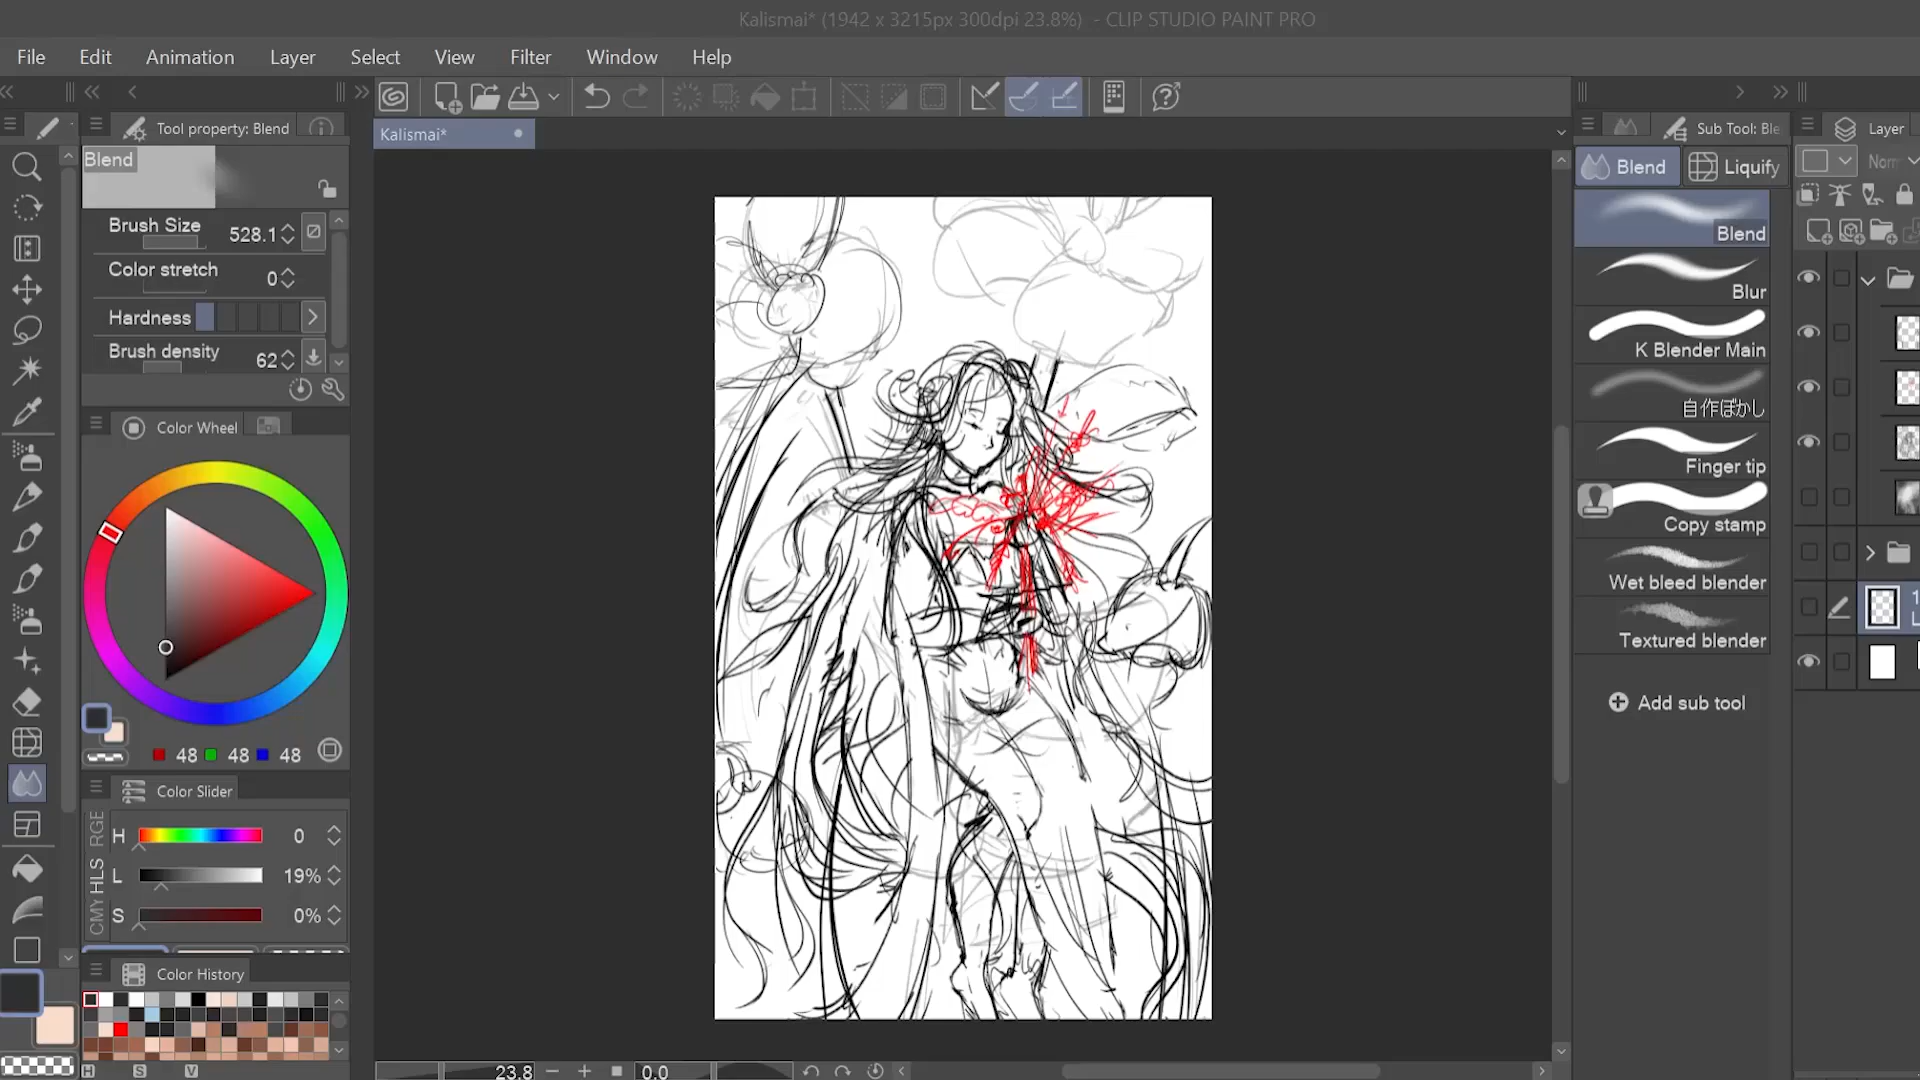 Kalismai* (1942 x 3215px 300dpi 23.8%) - CLIP STUDIO PAINT PRO
File Edit Animation Layer Select View Filter Window Help
Tool property: Blend
Kalismai*
Sub Tool: Ble
Layer
Blend
Blend
Liquify
Norm
Brush Size 528.1
Color stretch 0
Hardness
Brush density 62
Blend
Blur
K Blender Main
自作ぼかし
Finger tip
Copy stamp
Wet bleed blender
Textured blender
Add sub tool
Color Wheel
48 48 48
Color Slider
RGB
HLS
CMY
H 0
L 19%
S 0%
Color History
H S V
23.8
0.0